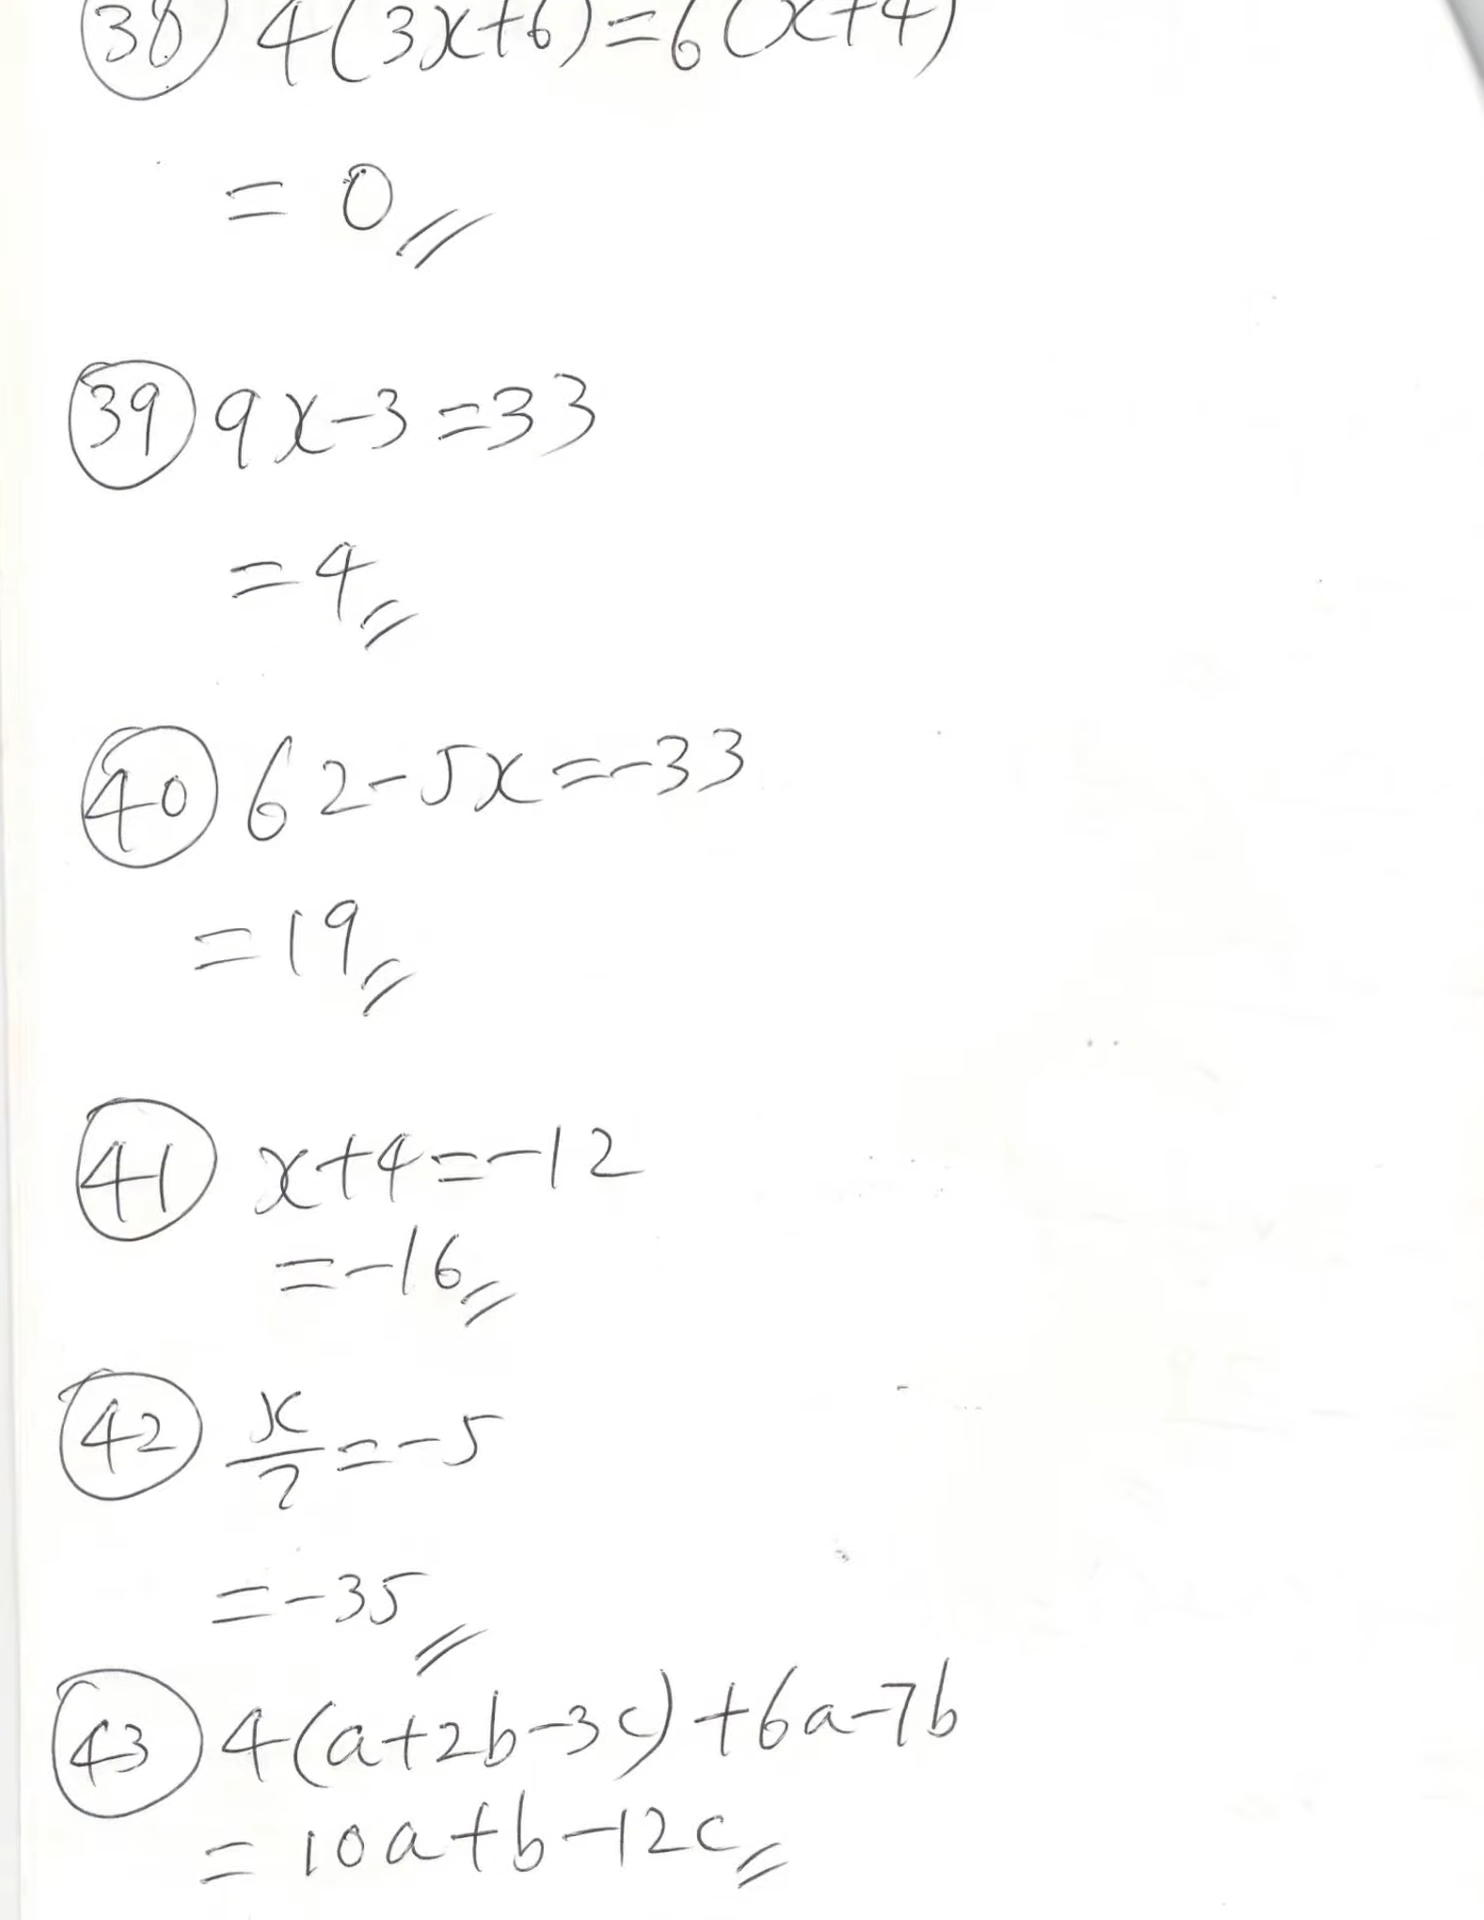 ㊳ 4(3x+6)=6(x+4)
= 0
㊴ 9x-3=33
=4
㊵ 62-5x=-33
=19
㊶ x+4=-12
=-16
㊷ x/7=-5
=-35
㊸ 4(a+2b-3c)+6a-7b
= 10a+b-12c